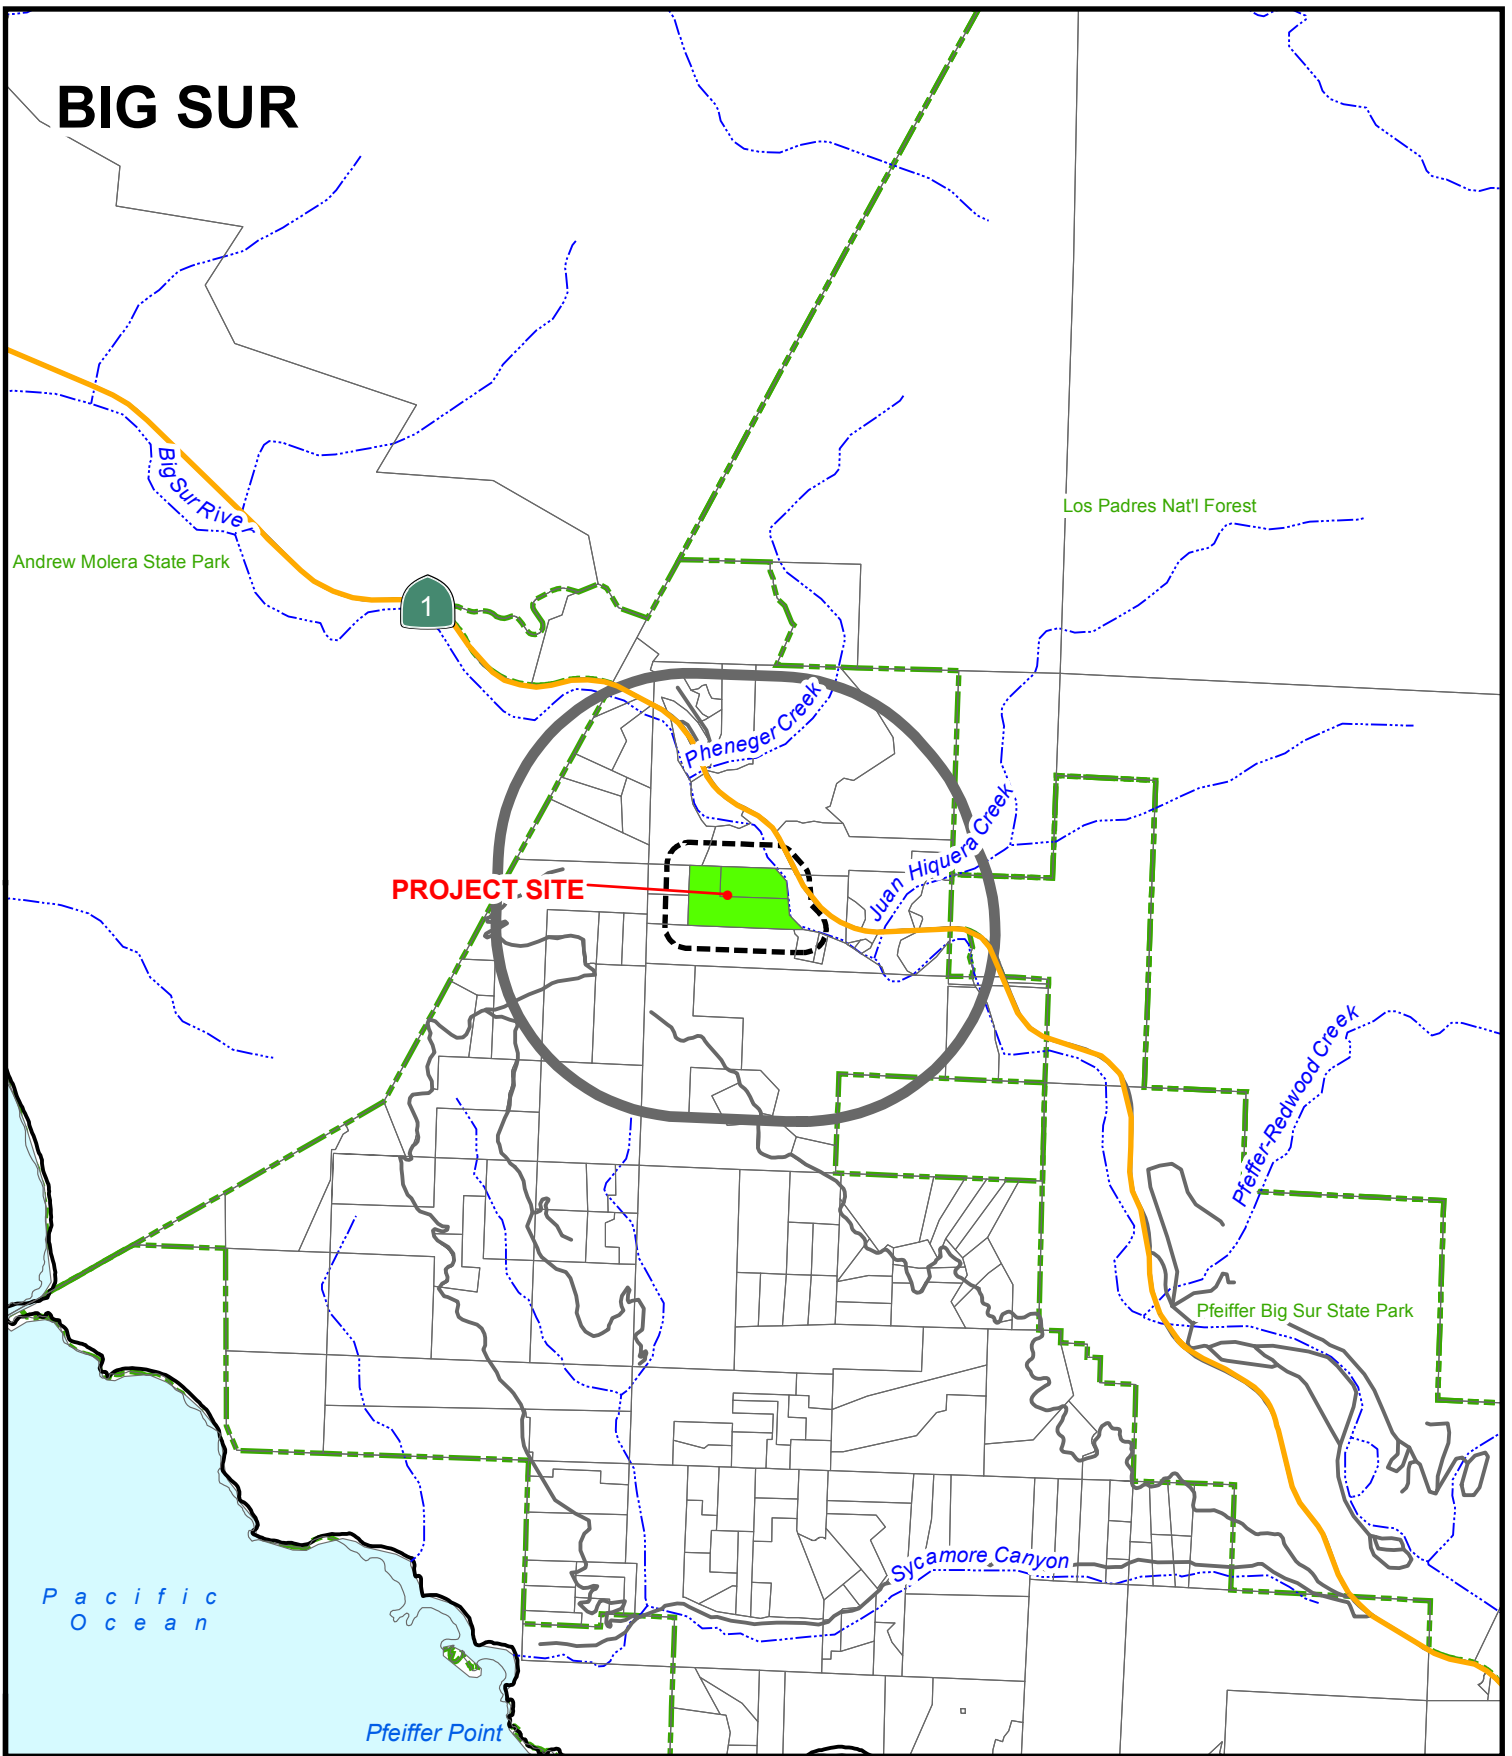 BIG SUR
Los Padres Nat'l Forest
Big Sur River
Andrew Molera State Park
1
Pheneger Creek
Juan Hiquera Creek
PROJECT SITE
Pfeiffer-Redwood Creek
Pfeiffer Big Sur State Park
Sycamore Canyon
Pacific
Ocean
Pfeiffer Point